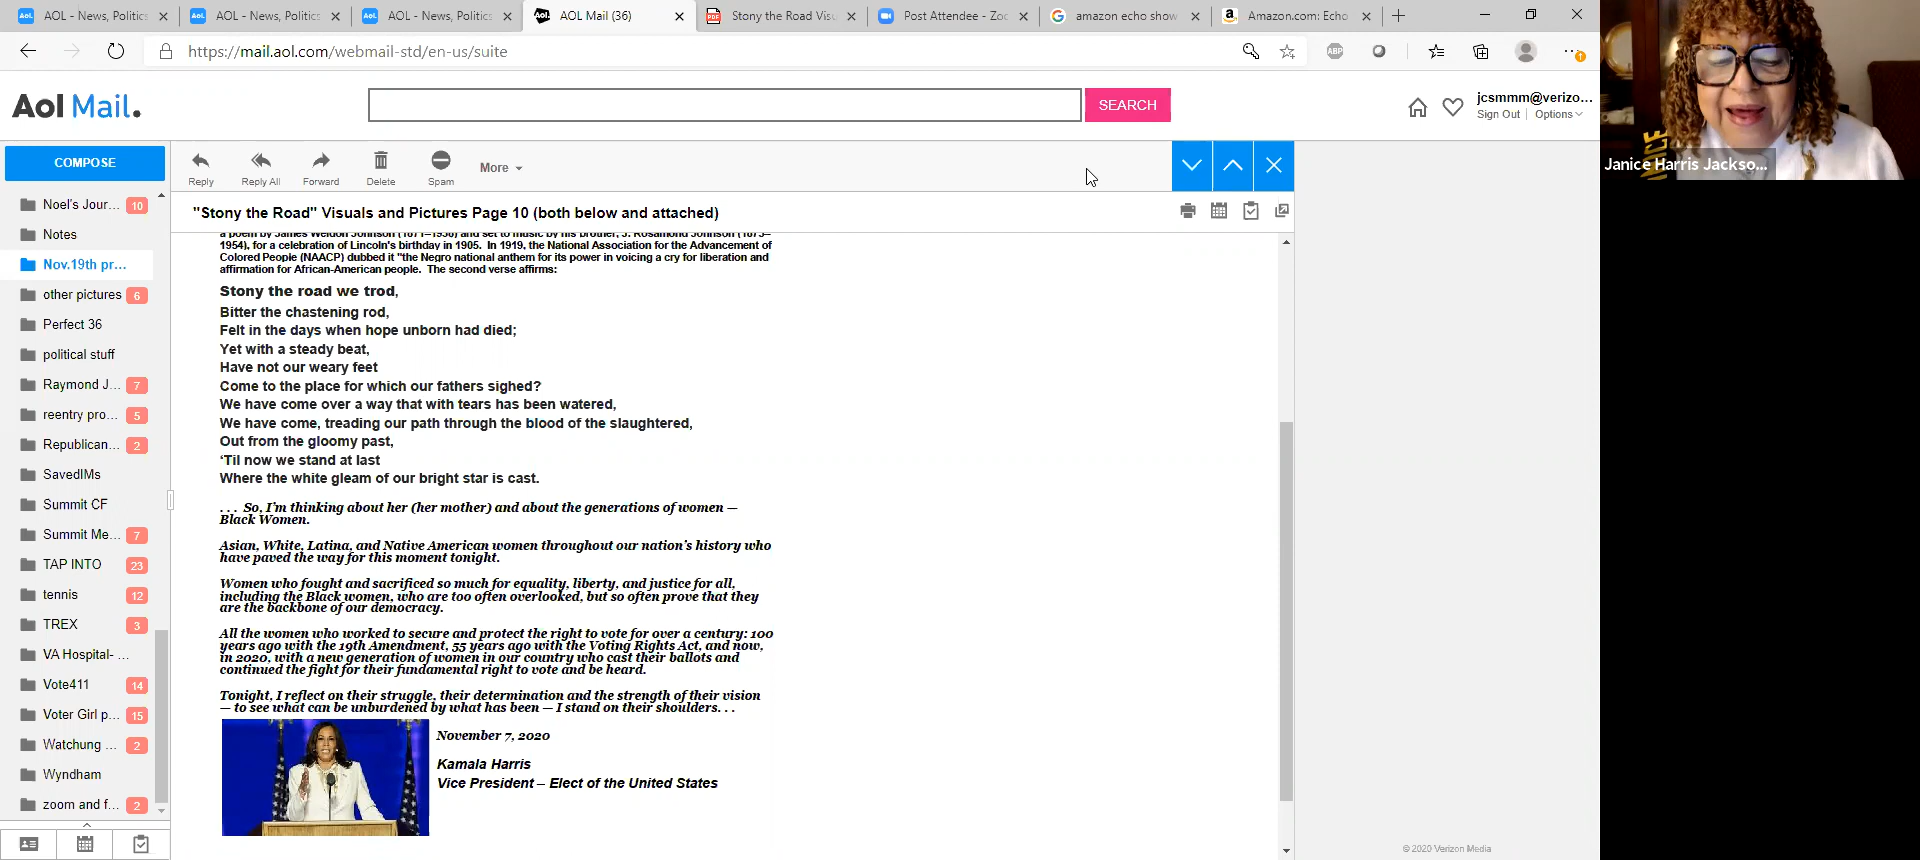 AOL - News, Politics
AOL - News, Politics
AOL - News, Politics
AOL Mail (36)
Stony the Road Visu
Post Attendee - Zoo
amazon echo show
Amazon.com: Echo
https://mail.aol.com/webmail-std/en-us/suite
ABP
Aol Mail.
SEARCH
jcsmmm@verizo...
Sign Out
Options
Janice Harris Jackso...
COMPOSE
Reply
Reply All
Forward
Delete
Spam
More
Noel's Jour... 10
Notes
Nov.19th pr...
other pictures 6
Perfect 36
political stuff
Raymond J... 7
reentry pro... 5
Republican... 2
SavedIMs
Summit CF
Summit Me... 7
TAP INTO 23
tennis 12
TREX 3
VA Hospital- ...
Vote411 14
Voter Girl p... 15
Watchung ... 2
Wyndham
zoom and f... 2
"Stony the Road" Visuals and Pictures Page 10 (both below and attached)
a poem by James Weldon Johnson (1871–1938) and set to music by his brother, J. Rosamond Johnson (1873–
1954), for a celebration of Lincoln's birthday in 1905. In 1919, the National Association for the Advancement of
Colored People (NAACP) dubbed it "the Negro national anthem for its power in voicing a cry for liberation and
affirmation for African-American people. The second verse affirms:
Stony the road we trod,
Bitter the chastening rod,
Felt in the days when hope unborn had died;
Yet with a steady beat,
Have not our weary feet
Come to the place for which our fathers sighed?
We have come over a way that with tears has been watered,
We have come, treading our path through the blood of the slaughtered,
Out from the gloomy past,
‘Til now we stand at last
Where the white gleam of our bright star is cast.
. . . So, I'm thinking about her (her mother) and about the generations of women —
Black Women.
Asian, White, Latina, and Native American women throughout our nation's history who
have paved the way for this moment tonight.
Women who fought and sacrificed so much for equality, liberty, and justice for all,
including the Black women, who are too often overlooked, but so often prove that they
are the backbone of our democracy.
All the women who worked to secure and protect the right to vote for over a century: 100
years ago with the 19th Amendment, 55 years ago with the Voting Rights Act, and now,
in 2020, with a new generation of women in our country who cast their ballots and
continued the fight for their fundamental right to vote and be heard.
Tonight, I reflect on their struggle, their determination and the strength of their vision
— to see what can be unburdened by what has been — I stand on their shoulders. . .
November 7, 2020
Kamala Harris
Vice President – Elect of the United States
© 2020 Verizon Media